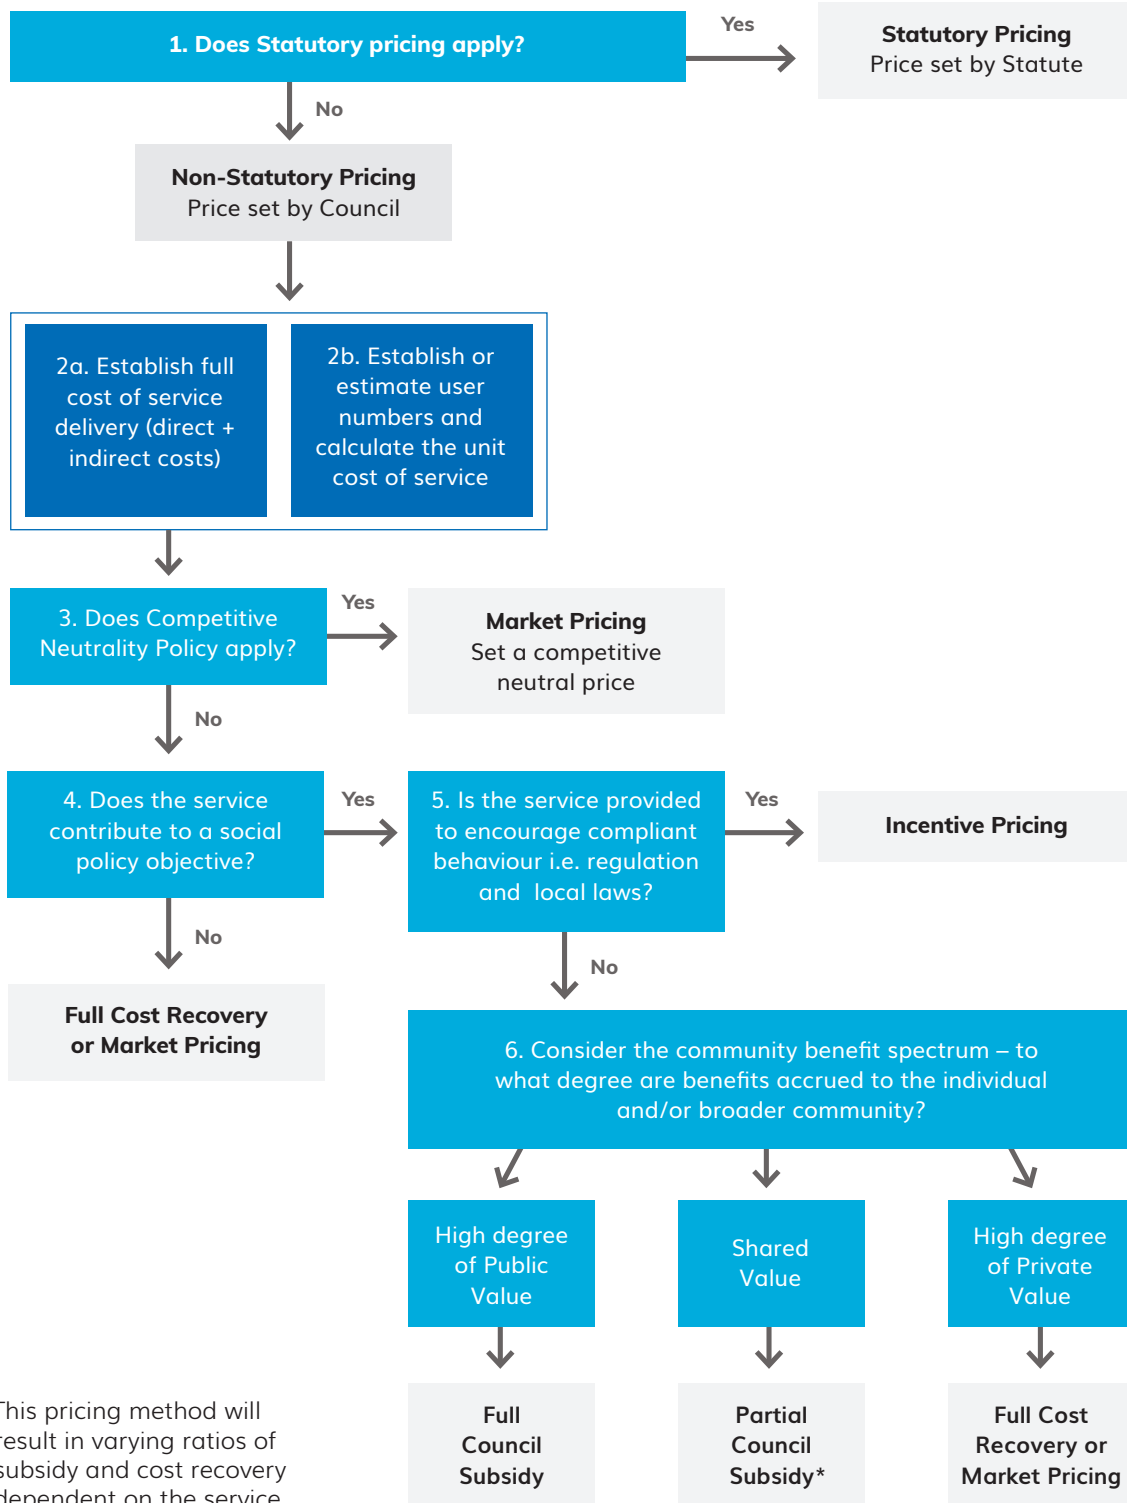 1. Does Statutory pricing apply?
Yes
Statutory Pricing
Price set by Statute
No
Non-Statutory Pricing
Price set by Council
2a. Establish full
cost of service
delivery (direct +
indirect costs)
2b. Establish or
estimate user
numbers and
calculate the unit
cost of service
3. Does Competitive
Neutrality Policy apply?
Yes
Market Pricing
Set a competitive
neutral price
No
4. Does the service
contribute to a social
policy objective?
Yes
5. Is the service provided
to encourage compliant
behaviour i.e. regulation
and local laws?
Yes
Incentive Pricing
No
Full Cost Recovery
or Market Pricing
No
6. Consider the community benefit spectrum – to
what degree are benefits accrued to the individual
and/or broader community?
High degree
of Public
Value
Shared
Value
High degree
of Private
Value
Full
Council
Subsidy
Partial
Council
Subsidy*
Full Cost
Recovery or
Market Pricing
This pricing method will
result in varying ratios of
subsidy and cost recovery
dependent on the service